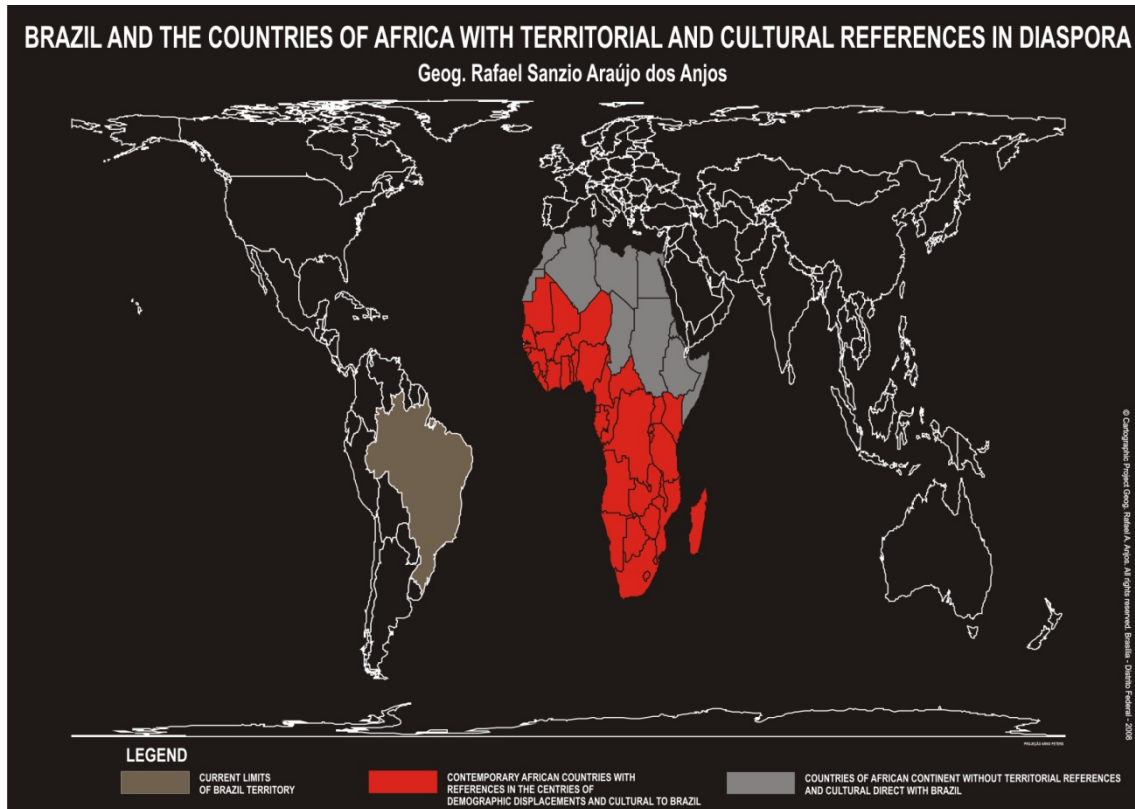 BRAZIL AND THE COUNTRIES OF AFRICA WITH TERRITORIAL AND CULTURAL REFERENCES IN DIASPORA
Geog. Rafael Sanzio Araújo dos Anjos
© Cartographic Project Geog. Rafael A. Anjos. All rights reserved. Brasília - Distrito Federal - 2008
PROJEÇÃO ARNO PETERS
LEGEND
CURRENT LIMITS
OF BRAZIL TERRITORY
CONTEMPORARY AFRICAN COUNTRIES WITH
REFERENCES IN THE CENTRIES OF
DEMOGRAPHIC DISPLACEMENTS AND CULTURAL TO BRAZIL
COUNTRIES OF AFRICAN CONTINENT WITHOUT TERRITORIAL REFERENCES
AND CULTURAL DIRECT WITH BRAZIL